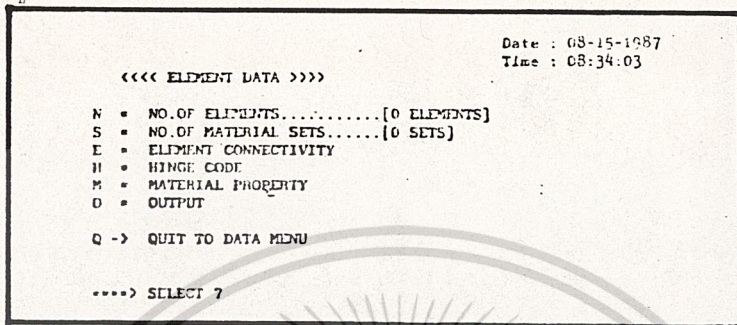 Date : 08-15-1987
Time : 08:34:03
<<<< ELEMENT DATA >>>>
N = NO.OF ELEMENTS............[0 ELEMENTS]
S = NO.OF MATERIAL SETS......[0 SETS]
E = ELEMENT CONNECTIVITY
H = HINGE CODE
M = MATERIAL PROPERTY
O = OUTPUT
Q -> QUIT TO DATA MENU
----> SELECT ?